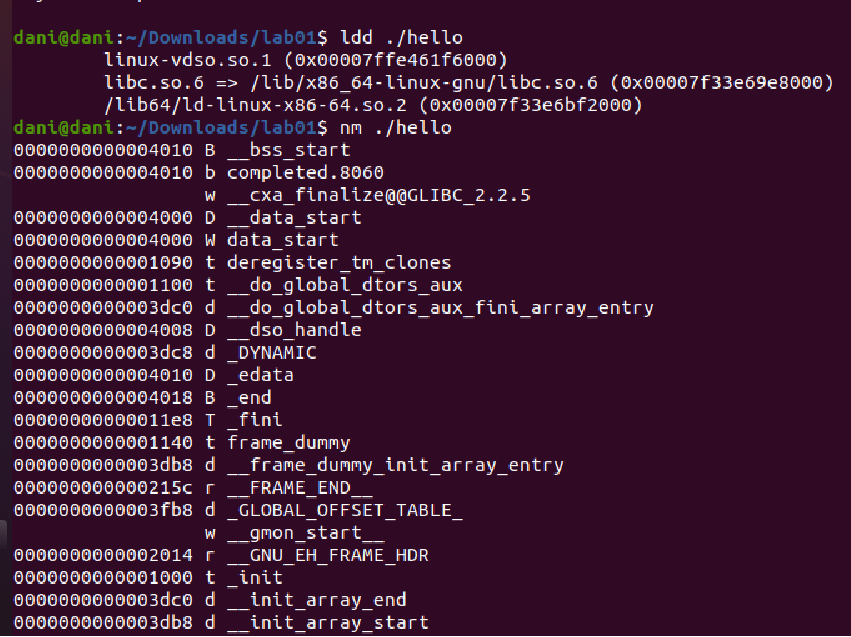 dani@dani:~/Downloads/lab01$ ldd ./hello
linux-vdso.so.1 (0x00007ffe461f6000)
libc.so.6 => /lib/x86_64-linux-gnu/libc.so.6 (0x00007f33e69e8000)
/lib64/ld-linux-x86-64.so.2 (0x00007f33e6bf2000)
dani@dani:~/Downloads/lab01$ nm ./hello
0000000000004010 B __bss_start
0000000000004010 b completed.8060
w __cxa_finalize@@GLIBC_2.2.5
0000000000004000 D __data_start
0000000000004000 W data_start
0000000000001090 t deregister_tm_clones
0000000000001100 t __do_global_dtors_aux
0000000000003dc0 d __do_global_dtors_aux_fini_array_entry
0000000000004008 D __dso_handle
0000000000003dc8 d _DYNAMIC
0000000000004010 D _edata
0000000000004018 B _end
00000000000011e8 T _fini
0000000000001140 t frame_dummy
0000000000003db8 d __frame_dummy_init_array_entry
000000000000215c r __FRAME_END__
0000000000003fb8 d _GLOBAL_OFFSET_TABLE_
w __gmon_start__
0000000000002014 r __GNU_EH_FRAME_HDR
0000000000001000 t _init
0000000000003dc0 d __init_array_end
0000000000003db8 d __init_array_start